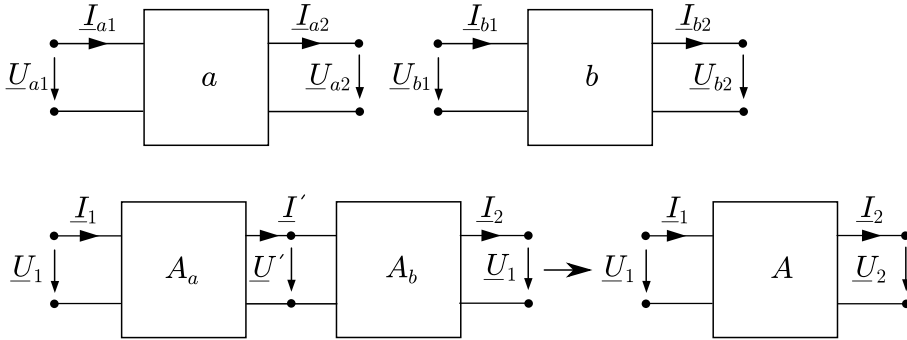 I_a1 I_a2 I_b1 I_b2
U_a1 a U_a2 U_b1 b U_b2
I_1 I′ I_2 I_1 I_2
U_1 A_a U′ A_b U_1 U_1 A U_2